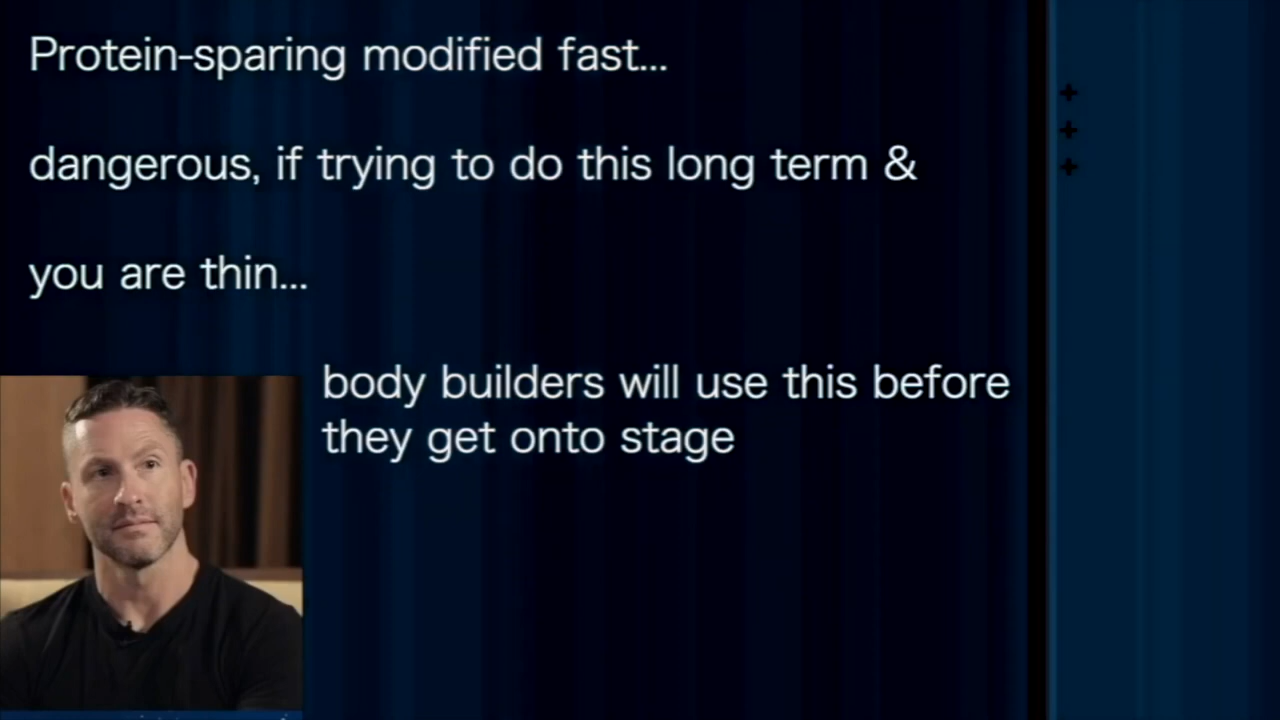 Protein-sparing modified fast...
dangerous, if trying to do this long term &
you are thin...
body builders will use this before
they get onto stage